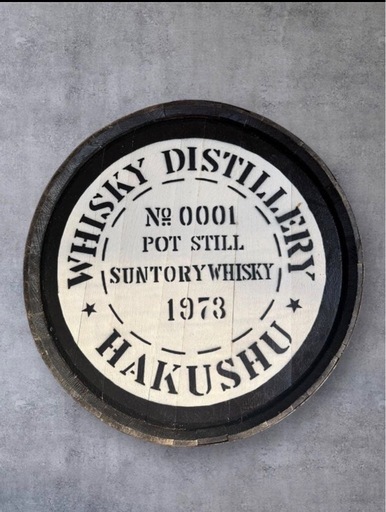 WHISKY DISTILLERY
№ 0001
POT STILL
SUNTORY WHISKY
1973
★ HAKUSHU ★